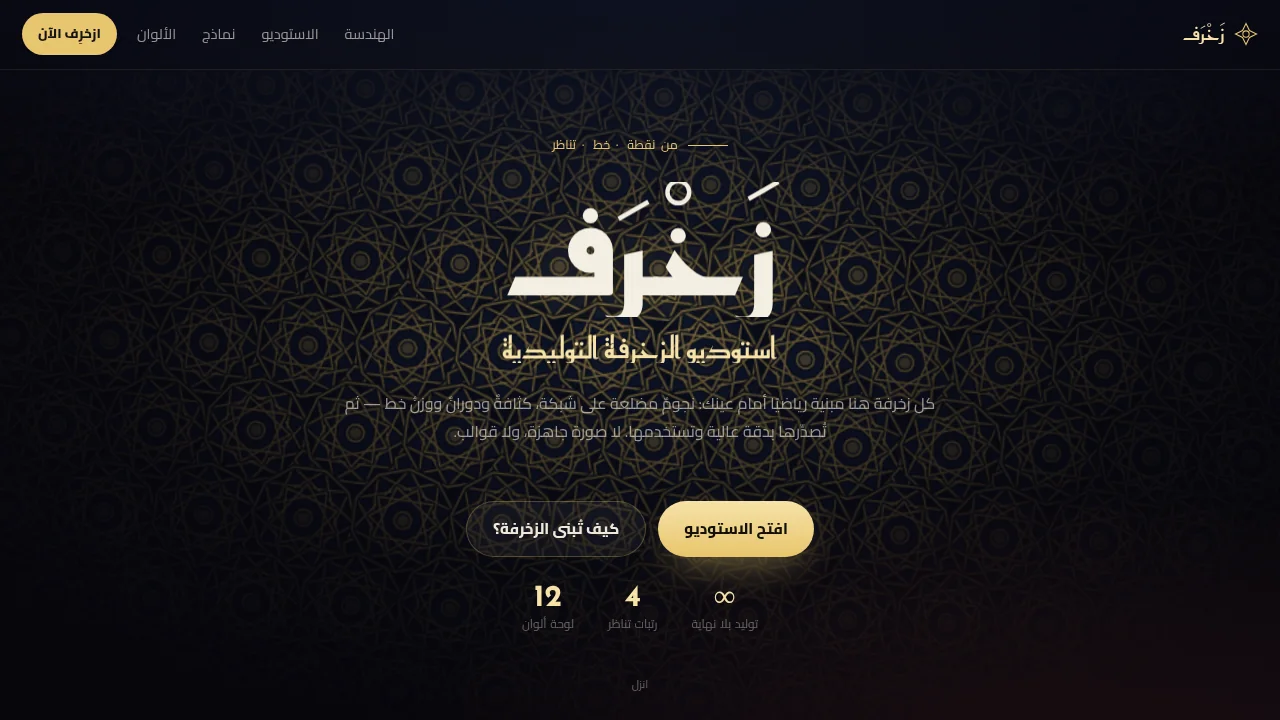 زَخْرَف
الهندسة
الاستوديو
نماذج
الألوان
ازخرِف الآن
من نقطة · خط · تناظر
زَخْرَف
استوديو الزخرفة التوليدية
كل زخرفة هنا مبنية رياضيًا أمام عينك: نجومٌ مضلعة على شبكة، كثافةٌ ودورانٌ ووزنُ خط — ثم
تُصدّرها بدقة عالية وتستخدمها. لا صورة جاهزة، ولا قوالب.
افتح الاستوديو
كيف تُبنى الزخرفة؟
∞
توليد بلا نهاية
4
رتبات تناظر
12
لوحة ألوان
انزل